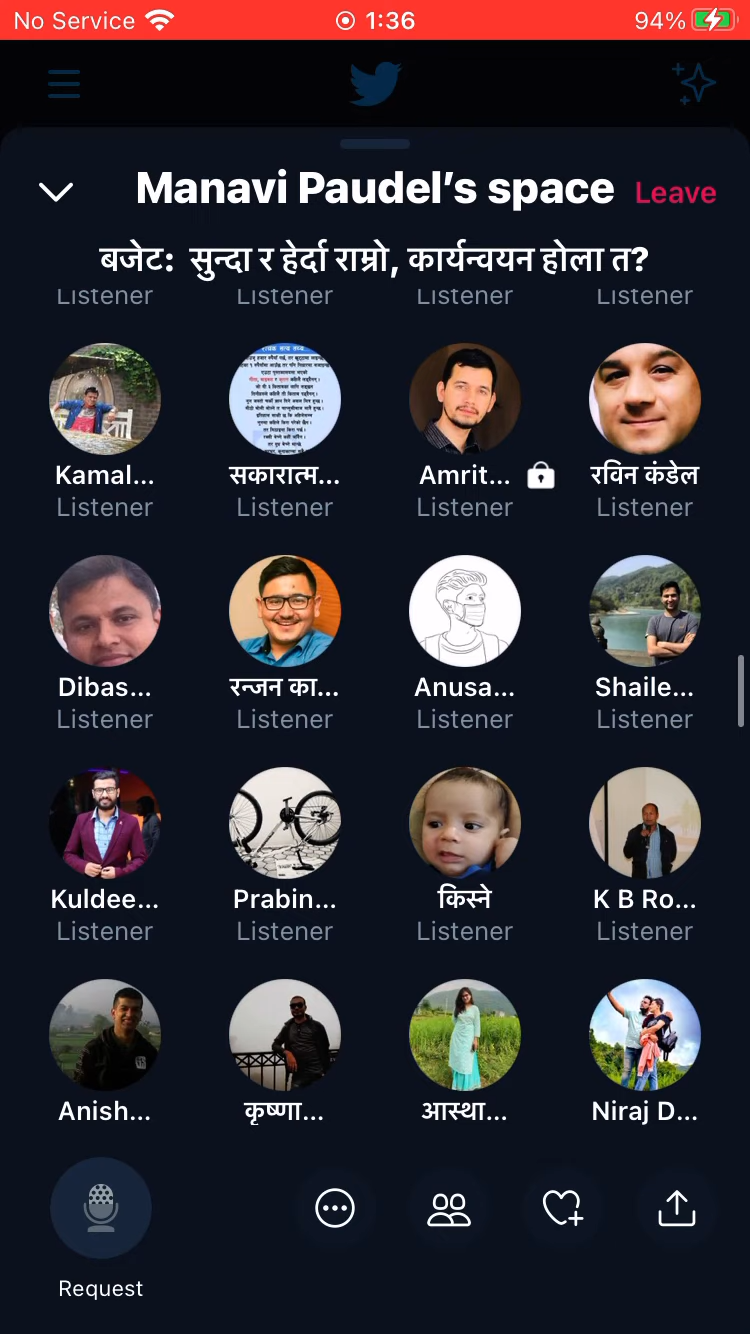 No Service 1:36 94%
Manavi Paudel's space Leave
बजेट: सुन्दा र हेर्दा राम्रो, कार्यन्वयन होला त?
Listener Listener Listener Listener
Kamal... सकारात्म... Amrit... रविन कंडेल
Listener Listener Listener Listener
Dibas... रन्जन का... Anusa... Shaile...
Listener Listener Listener Listener
Kuldee... Prabin... किस्ने K B Ro...
Listener Listener Listener Listener
Anish... कृष्णा... आस्था... Niraj D...
Request